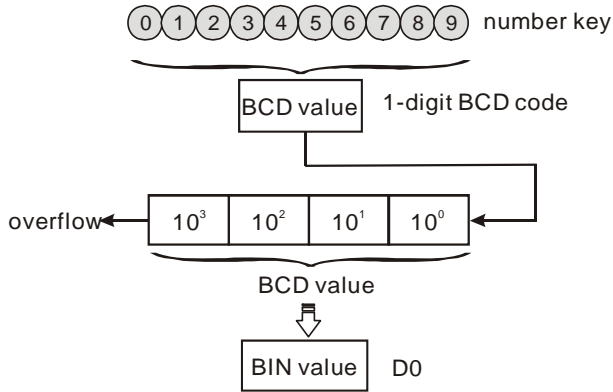 0 1 2 3 4 5 6 7 8 9 number key
BCD value 1-digit BCD code
overflow 10³ 10² 10¹ 10⁰
BCD value
BIN value D0